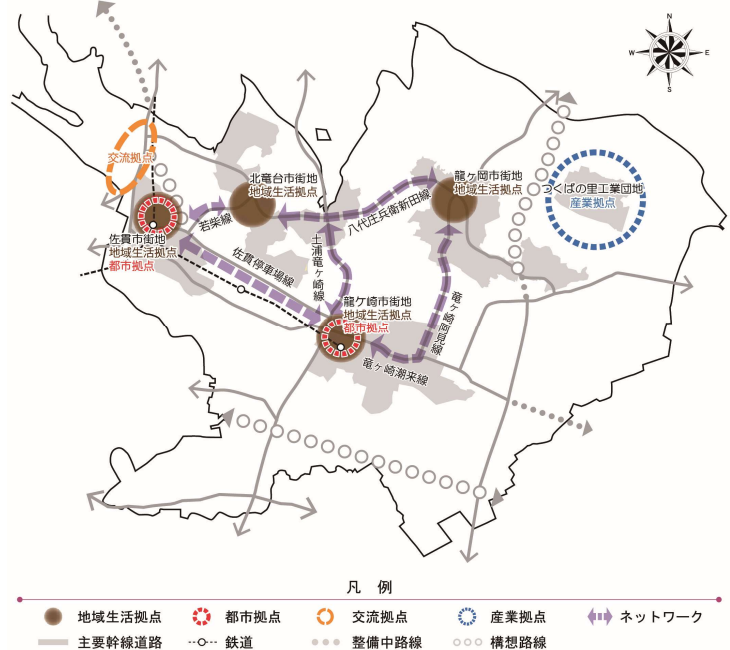 N
W
E
S
交流拠点
北竜台市街地
地域生活拠点
龍ヶ岡市街地
地域生活拠点
つくばの里工業団地
産業拠点
若柴線
八代庄兵衛新田線
佐貫市街地
地域生活拠点
都市拠点
佐貫停車場線
土浦竜ヶ崎線
龍ケ崎市街地
地域生活拠点
都市拠点
竜ヶ崎阿見線
竜ヶ崎潮来線
凡 例
地域生活拠点
都市拠点
交流拠点
産業拠点
ネットワーク
主要幹線道路
鉄道
整備中路線
構想路線